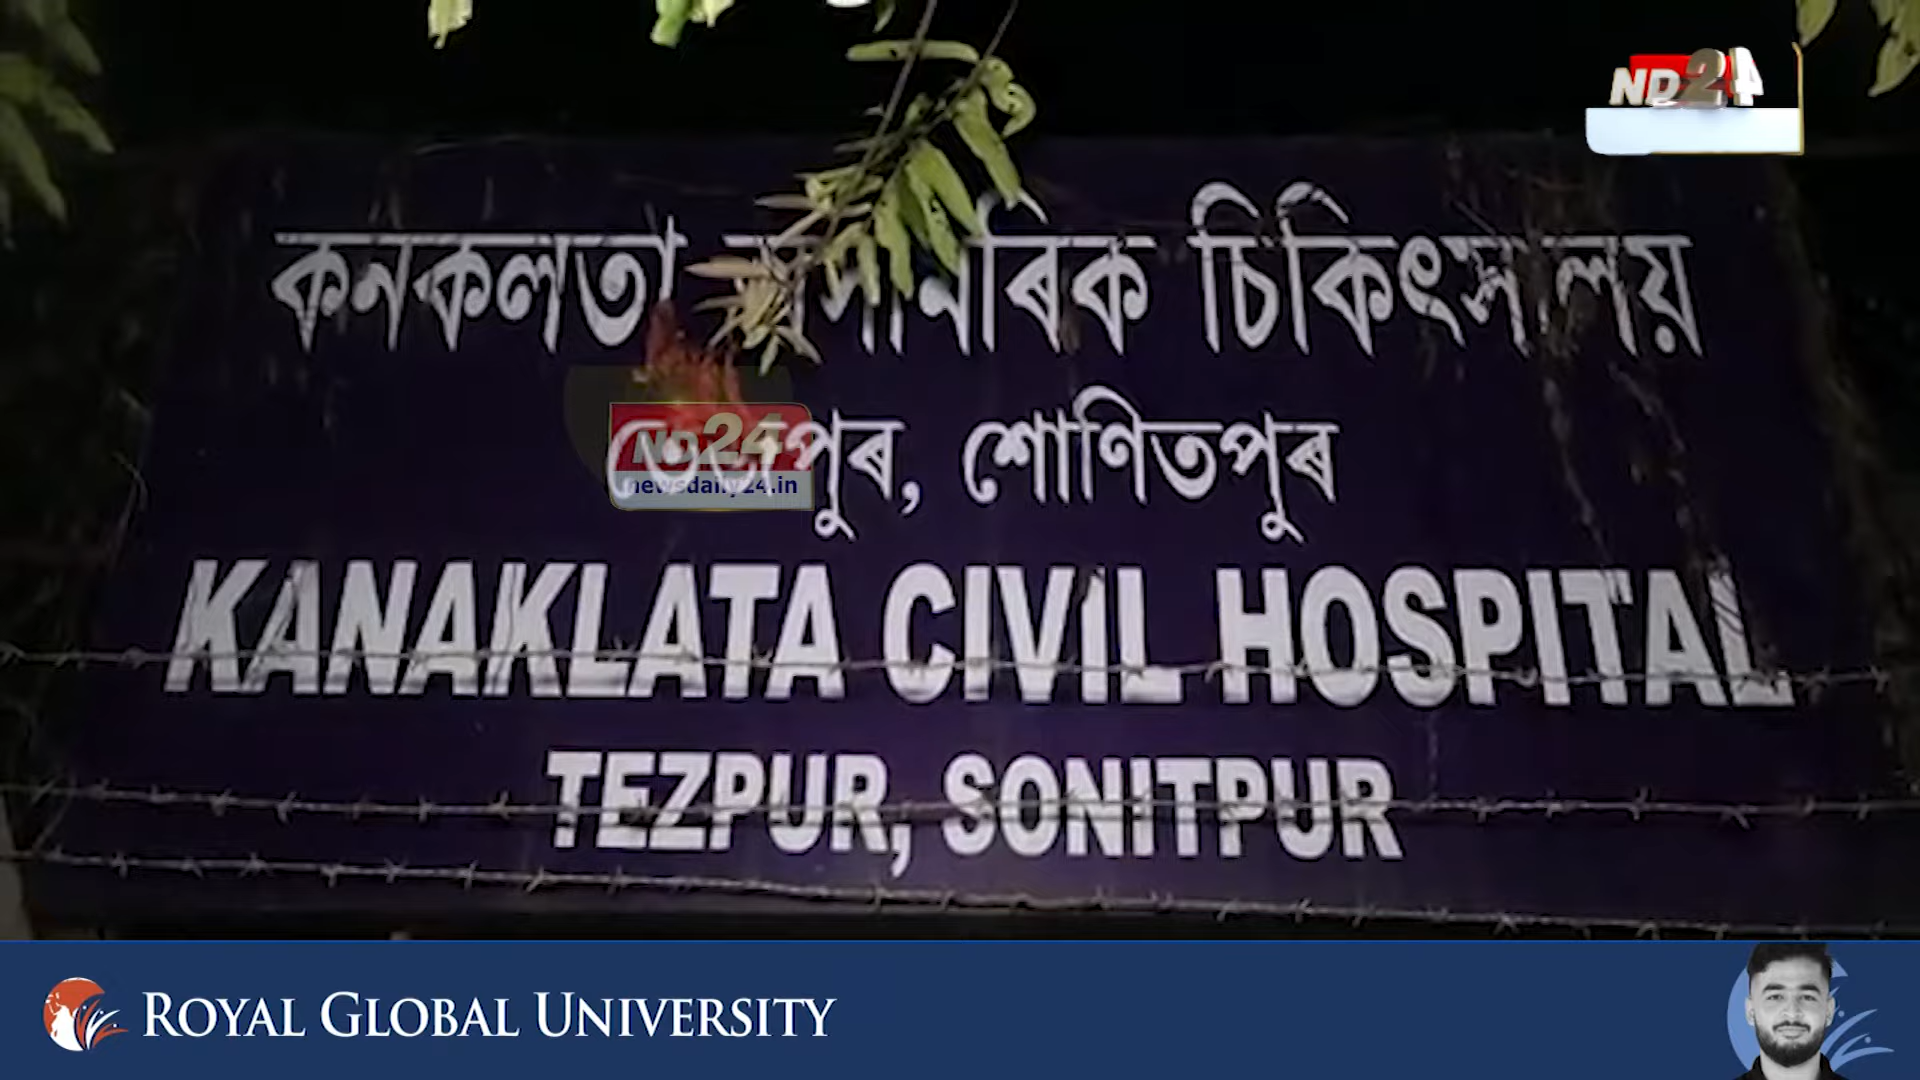 ND24
কনকলতা চিকিৎসালয়
ND24
newsdaily24.in
শোণিতপুৰ
KANAKLATA CIVIL HOSPITAL
TEZPUR, SONITPUR
ROYAL GLOBAL UNIVERSITY